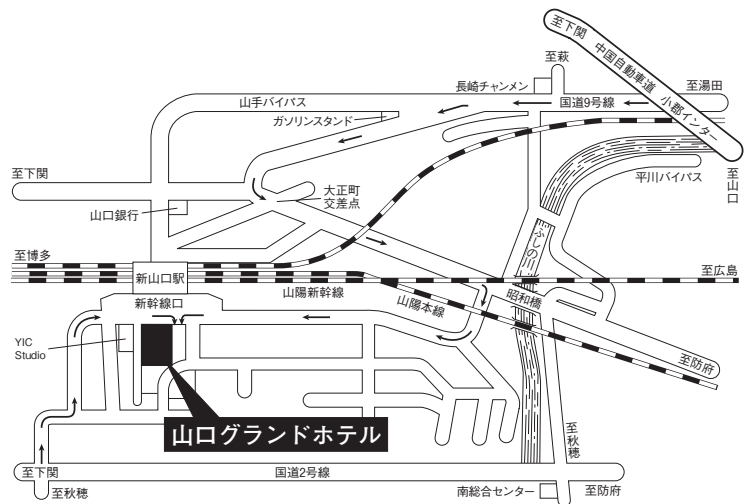 至下関
中国自動車道
小郡インター
至萩
長崎チャンメン
至湯田
山手バイパス
国道9号線
ガソリンスタンド
至下関
大正町
交差点
平川バイパス
至山口
山口銀行
ふしの川
至博多
新山口駅
至広島
新幹線口
山陽新幹線
山陽本線
昭和橋
YIC
Studio
至防府
山口グランドホテル
至秋穂
至下関
国道2号線
至秋穂
南総合センター
至防府